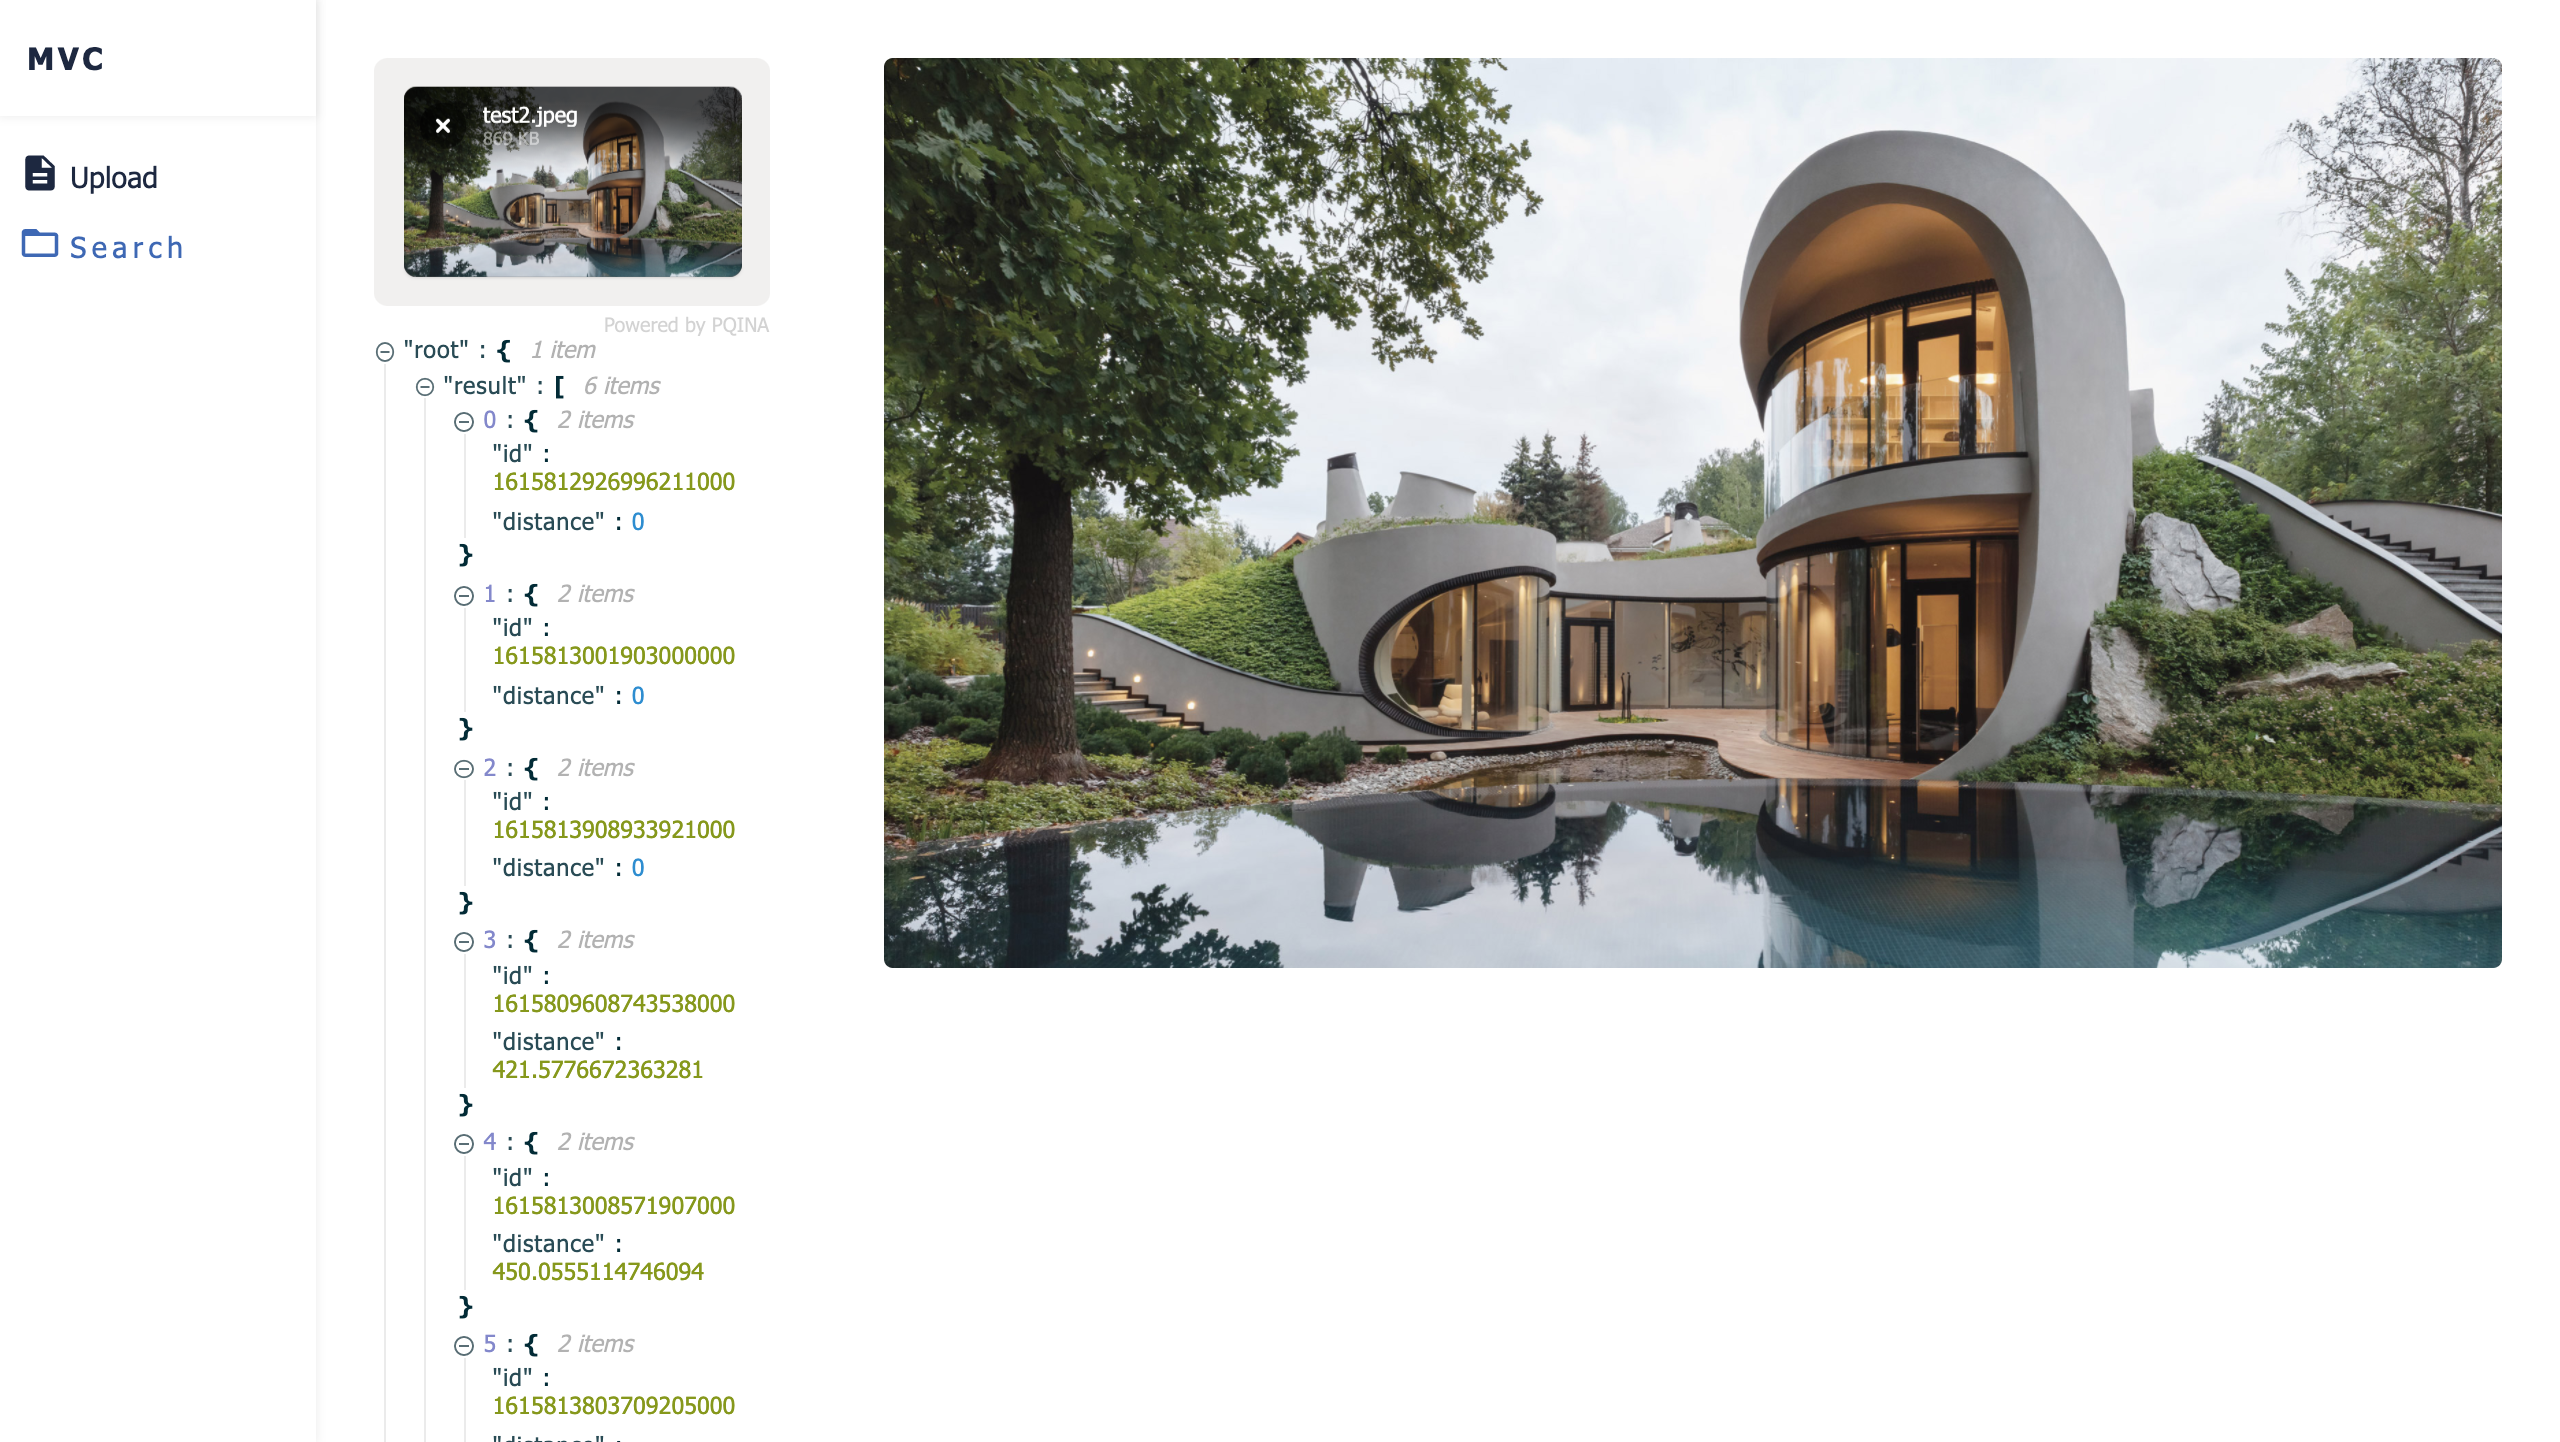 MVC
Upload
Search
test2.jpeg
869 KB
Powered by PQINA
"root" : { 1 item
"result" : [ 6 items
0 : { 2 items
"id" :
1615812926996211000
"distance" : 0
}
1 : { 2 items
"id" :
1615813001903000000
"distance" : 0
}
2 : { 2 items
"id" :
1615813908933921000
"distance" : 0
}
3 : { 2 items
"id" :
1615809608743538000
"distance" :
421.5776672363281
}
4 : { 2 items
"id" :
1615813008571907000
"distance" :
450.0555114746094
}
5 : { 2 items
"id" :
1615813803709205000
"distance" :